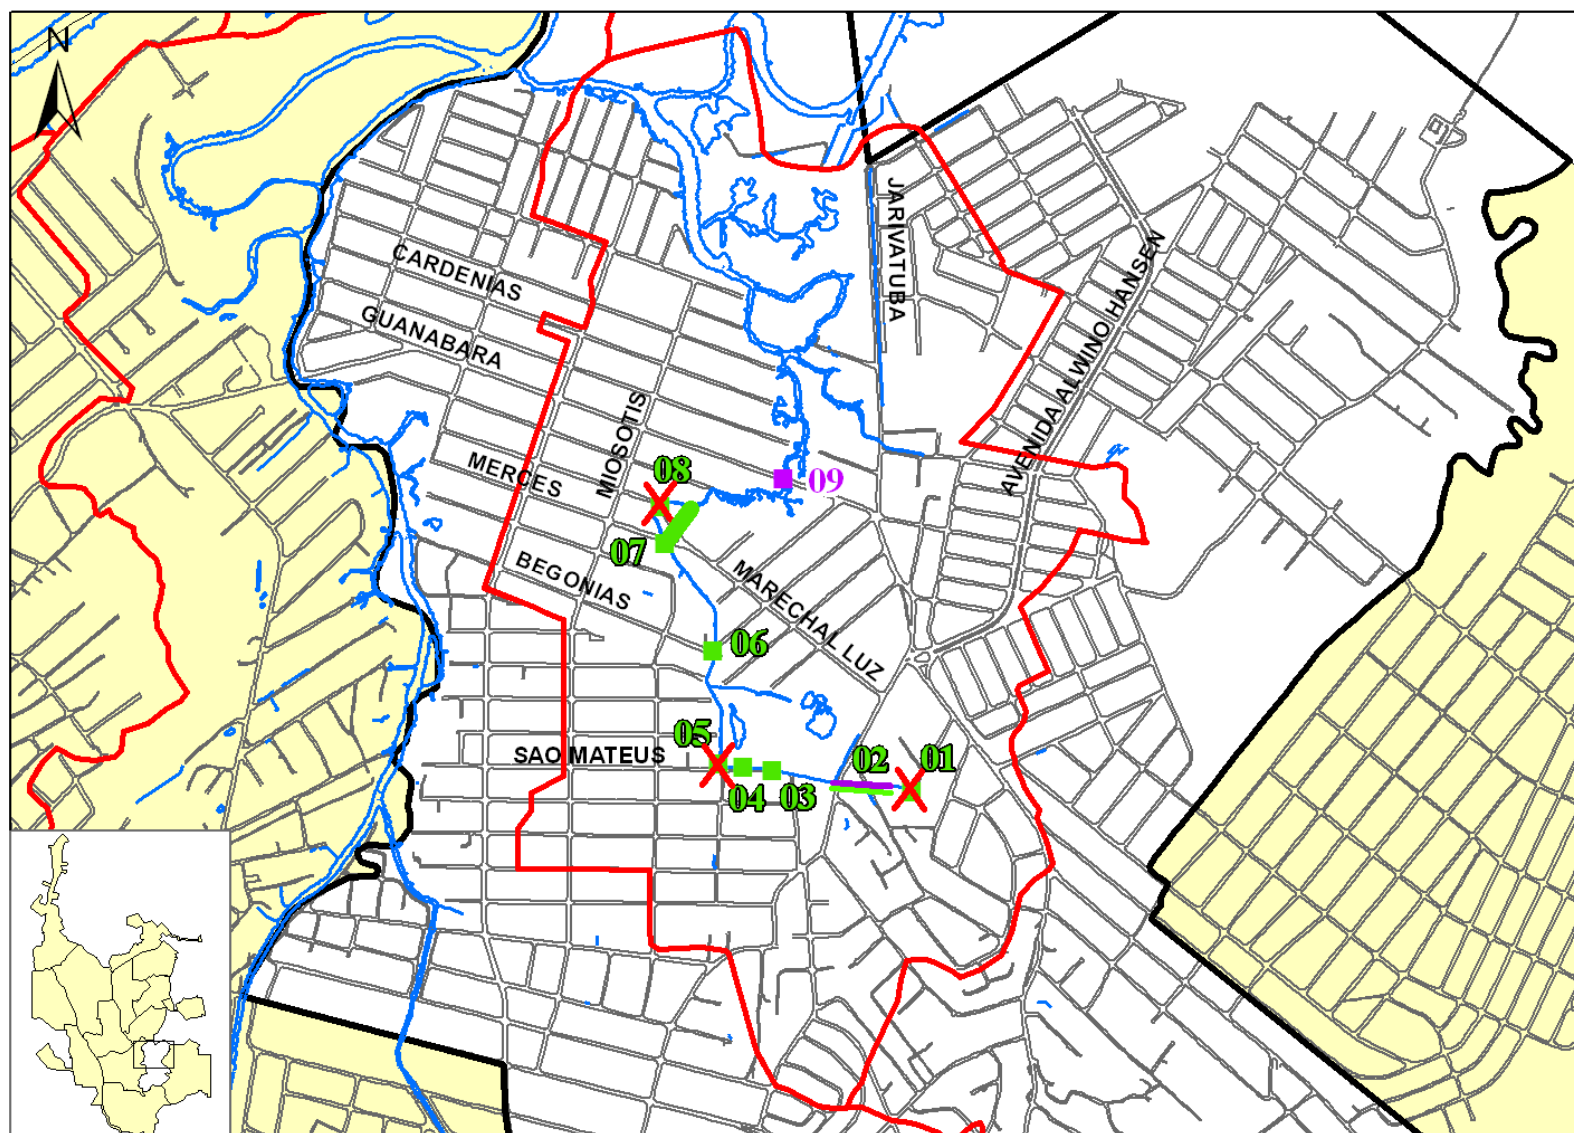 N
JARIVATUBA
CARDENIAS
AVENIDA ALWINO HANSEN
GUANABARA
MIOSOTIS
MERCES
08
09
07
BEGONIAS
MARECHAL LUZ
06
05
SAO MATEUS
02
01
04
03